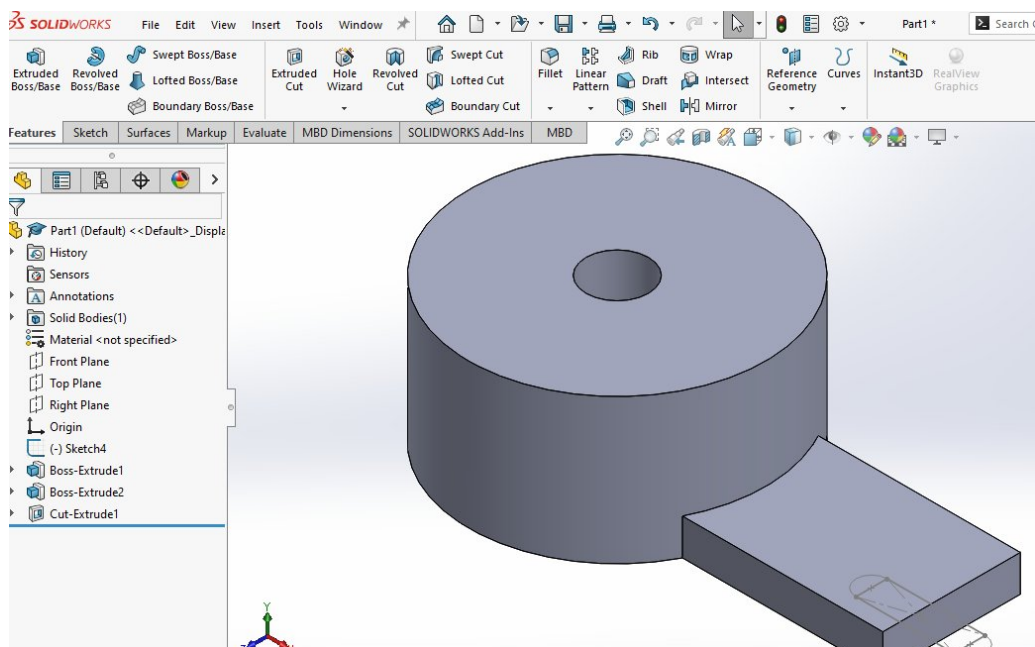 SOLIDWORKS File Edit View Insert Tools Window Part1 * Search
Extruded Boss/Base
Revolved Boss/Base
Swept Boss/Base
Lofted Boss/Base
Boundary Boss/Base
Extruded Cut
Hole Wizard
Revolved Cut
Swept Cut
Lofted Cut
Boundary Cut
Fillet
Linear Pattern
Rib
Draft
Shell
Wrap
Intersect
Mirror
Reference Geometry
Curves
Instant3D
RealView Graphics
Features Sketch Surfaces Markup Evaluate MBD Dimensions SOLIDWORKS Add-Ins MBD
Part1 (Default) <<Default>_Displa
History
Sensors
A Annotations
Solid Bodies(1)
Material <not specified>
Front Plane
Top Plane
Right Plane
Origin
(-) Sketch4
Boss-Extrude1
Boss-Extrude2
Cut-Extrude1
Y